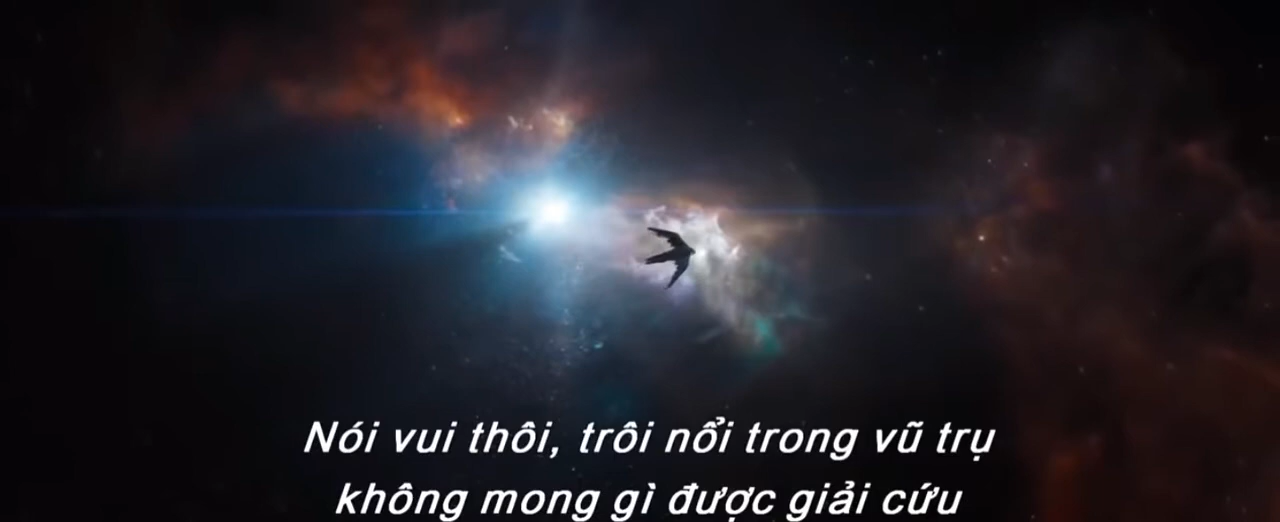 Nói vui thôi, trôi nổi trong vũ trụ
không mong gì được giải cứu